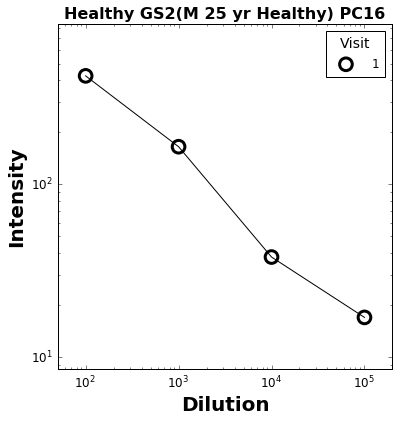 Healthy GS2(M 25 yr Healthy) PC16
Visit
1
Intensity
10²
10¹
10² 10³ 10⁴ 10⁵
Dilution